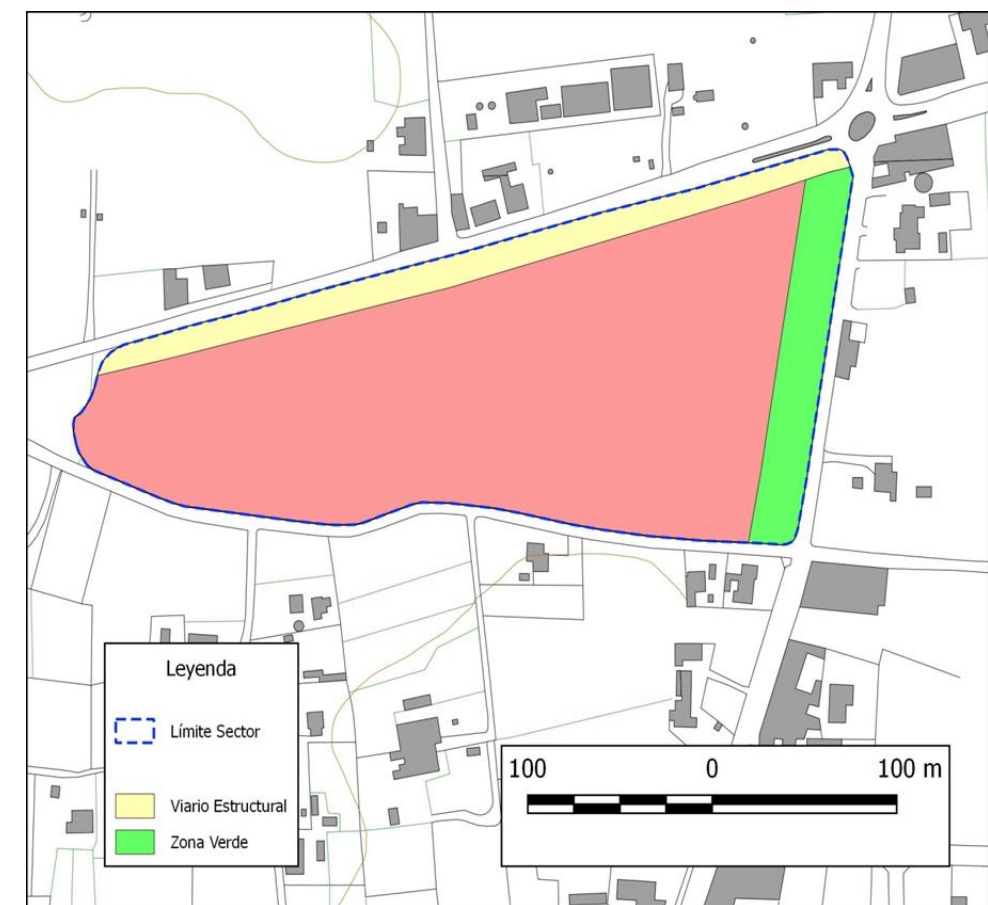 Leyenda
Límite Sector
Viario Estructural
Zona Verde
100 0 100 m